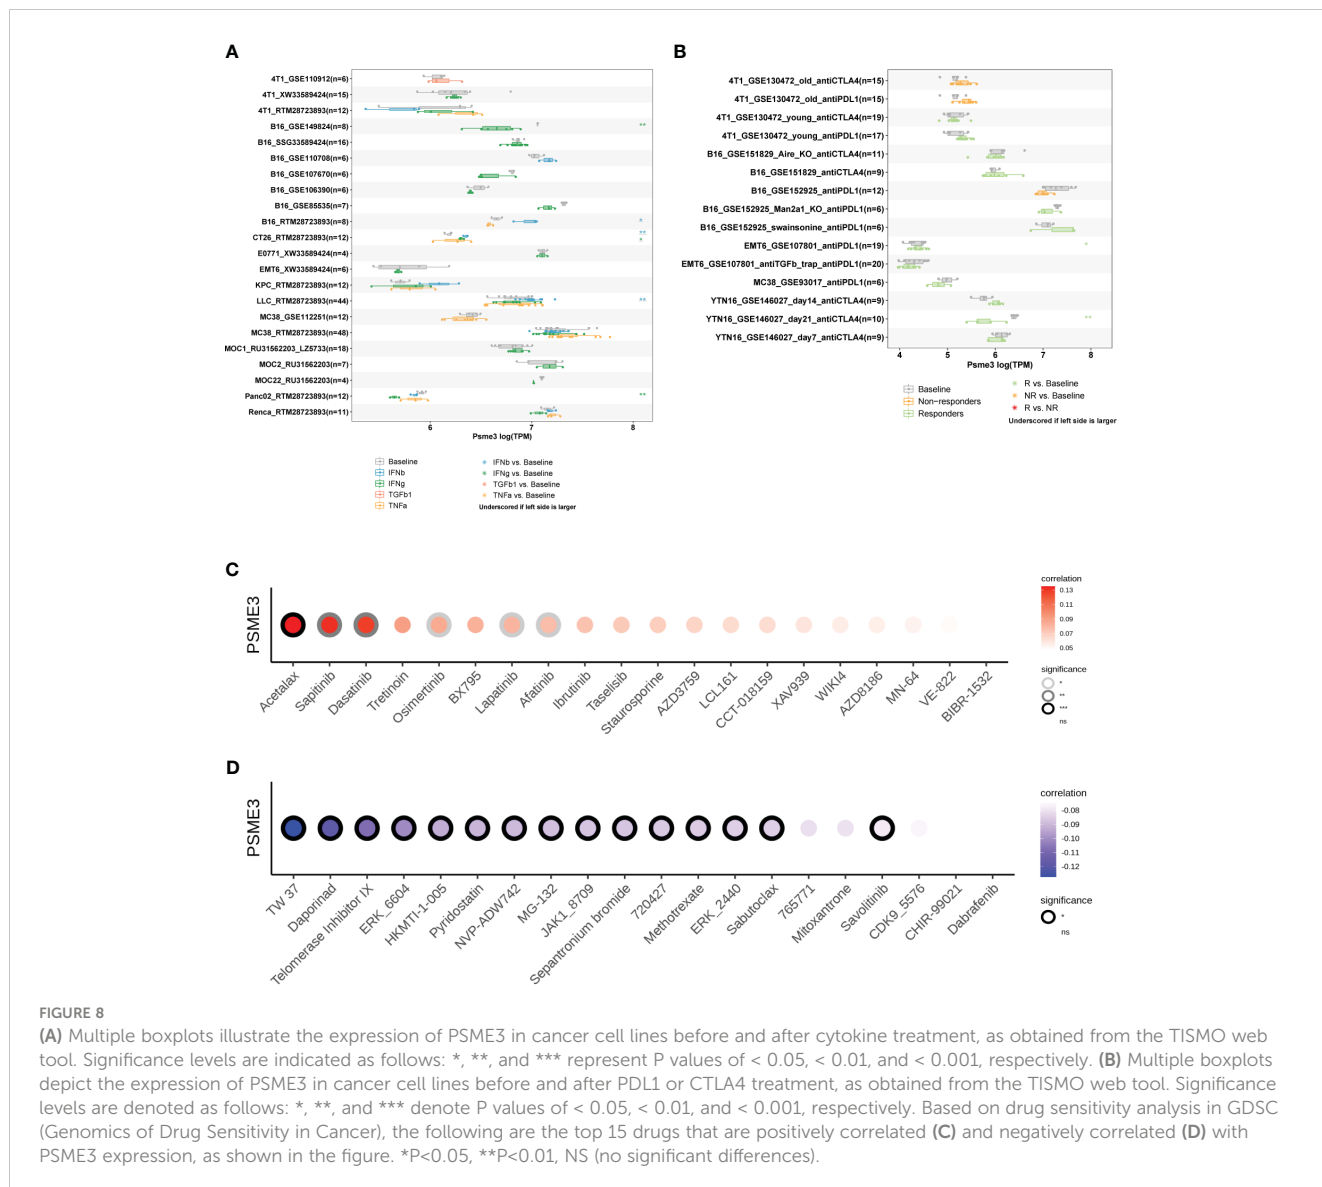 A
4T1_GSE110912(n=6)
4T1_XW33589424(n=15)
4T1_RTM28723893(n=12)
B16_GSE149824(n=8)
B16_SSG33589424(n=16)
B16_GSE110708(n=6)
B16_GSE107670(n=6)
B16_GSE106390(n=6)
B16_GSE85535(n=7)
B16_RTM28723893(n=8)
CT26_RTM28723893(n=12)
E0771_XW33589424(n=4)
EMT6_XW33589424(n=6)
KPC_RTM28723893(n=12)
LLC_RTM28723893(n=44)
MC38_GSE112251(n=12)
MC38_RTM28723893(n=48)
MOC1_RU31562203_LZ5733(n=18)
MOC2_RU31562203(n=7)
MOC22_RU31562203(n=4)
Panc02_RTM28723893(n=12)
Renca_RTM28723893(n=11)
**
*
**
*
**
**
6 7 8
Psme3 log(TPM)
Baseline
IFNb
IFNg
TGFb1
TNFa
* IFNb vs. Baseline
* IFNg vs. Baseline
* TGFb1 vs. Baseline
* TNFa vs. Baseline
Underscored if left side is larger
B
4T1_GSE130472_old_antiCTLA4(n=15)
4T1_GSE130472_old_antiPDL1(n=15)
4T1_GSE130472_young_antiCTLA4(n=19)
4T1_GSE130472_young_antiPDL1(n=17)
B16_GSE151829_Aire_KO_antiCTLA4(n=11)
B16_GSE151829_antiCTLA4(n=9)
B16_GSE152925_antiPDL1(n=12)
B16_GSE152925_Man2a1_KO_antiPDL1(n=6)
B16_GSE152925_swainsonine_antiPDL1(n=6)
EMT6_GSE107801_antiPDL1(n=19)
EMT6_GSE107801_antiTGFb_trap_antiPDL1(n=20)
MC38_GSE93017_antiPDL1(n=6)
YTN16_GSE146027_day14_antiCTLA4(n=9)
YTN16_GSE146027_day21_antiCTLA4(n=10)
YTN16_GSE146027_day7_antiCTLA4(n=9)
*
**
4 5 6 7 8
Psme3 log(TPM)
Baseline
Non-responders
Responders
* R vs. Baseline
* NR vs. Baseline
* R vs. NR
Underscored if left side is larger
C
PSME3
Acetalax
Sapitinib
Dasatinib
Tretinoin
Osimertinib
BX795
Lapatinib
Afatinib
Ibrutinib
Taselisib
Staurosporine
AZD3759
LCL161
CCT-018159
XAV939
WIKI4
AZD8186
MN-64
VE-822
BIBR-1532
correlation
0.13
0.11
0.09
0.07
0.05
significance
*
**
***
ns
D
PSME3
TW 37
Daporinad
Telomerase Inhibitor IX
ERK_6604
HKMTI-1-005
Pyridostatin
NVP-ADW742
MG-132
JAK1_8709
Sepantronium bromide
720427
Methotrexate
ERK_2440
Sabutoclax
765771
Mitoxantrone
Savolitinib
CDK9_5576
CHIR-99021
Dabrafenib
correlation
-0.08
-0.09
-0.10
-0.11
-0.12
significance
*
ns
FIGURE 8
(A) Multiple boxplots illustrate the expression of PSME3 in cancer cell lines before and after cytokine treatment, as obtained from the TISMO web
tool. Significance levels are indicated as follows: *, **, and *** represent P values of < 0.05, < 0.01, and < 0.001, respectively. (B) Multiple boxplots
depict the expression of PSME3 in cancer cell lines before and after PDL1 or CTLA4 treatment, as obtained from the TISMO web tool. Significance
levels are denoted as follows: *, **, and *** denote P values of < 0.05, < 0.01, and < 0.001, respectively. Based on drug sensitivity analysis in GDSC
(Genomics of Drug Sensitivity in Cancer), the following are the top 15 drugs that are positively correlated (C) and negatively correlated (D) with
PSME3 expression, as shown in the figure. *P<0.05, **P<0.01, NS (no significant differences).